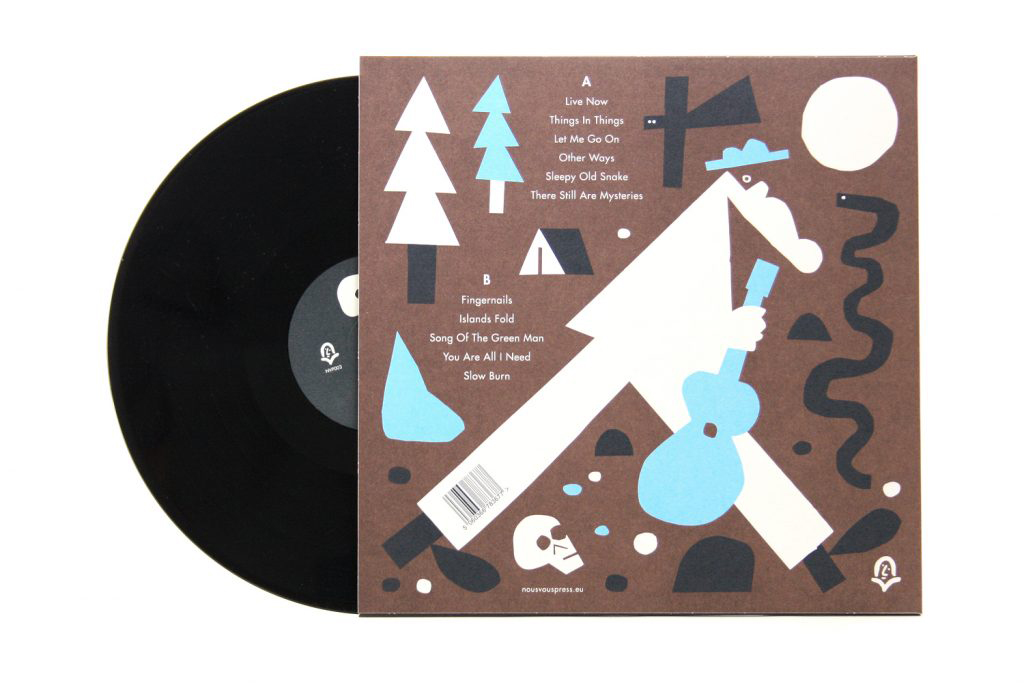 A
Live Now
Things In Things
Let Me Go On
Other Ways
Sleepy Old Snake
There Still Are Mysteries
B
Fingernails
Islands Fold
Song Of The Green Man
You Are All I Need
Slow Burn
nousvouspress.eu